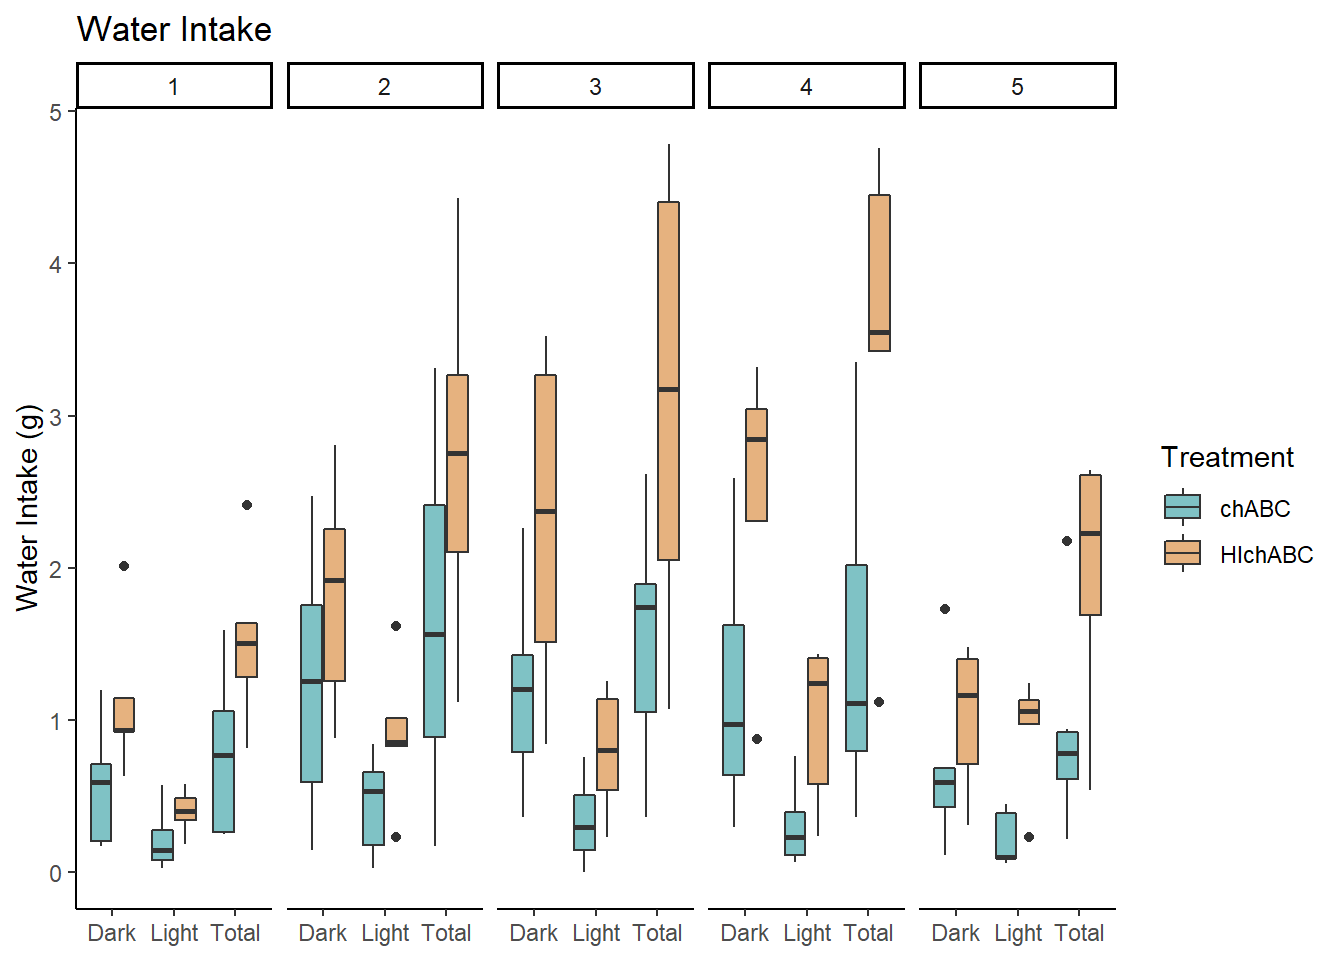 Water Intake
1 2 3 4 5
5
4
3
2
1
0
Water Intake (g)
Dark Light Total Dark Light Total Dark Light Total Dark Light Total Dark Light Total
Treatment
chABC
HIchABC